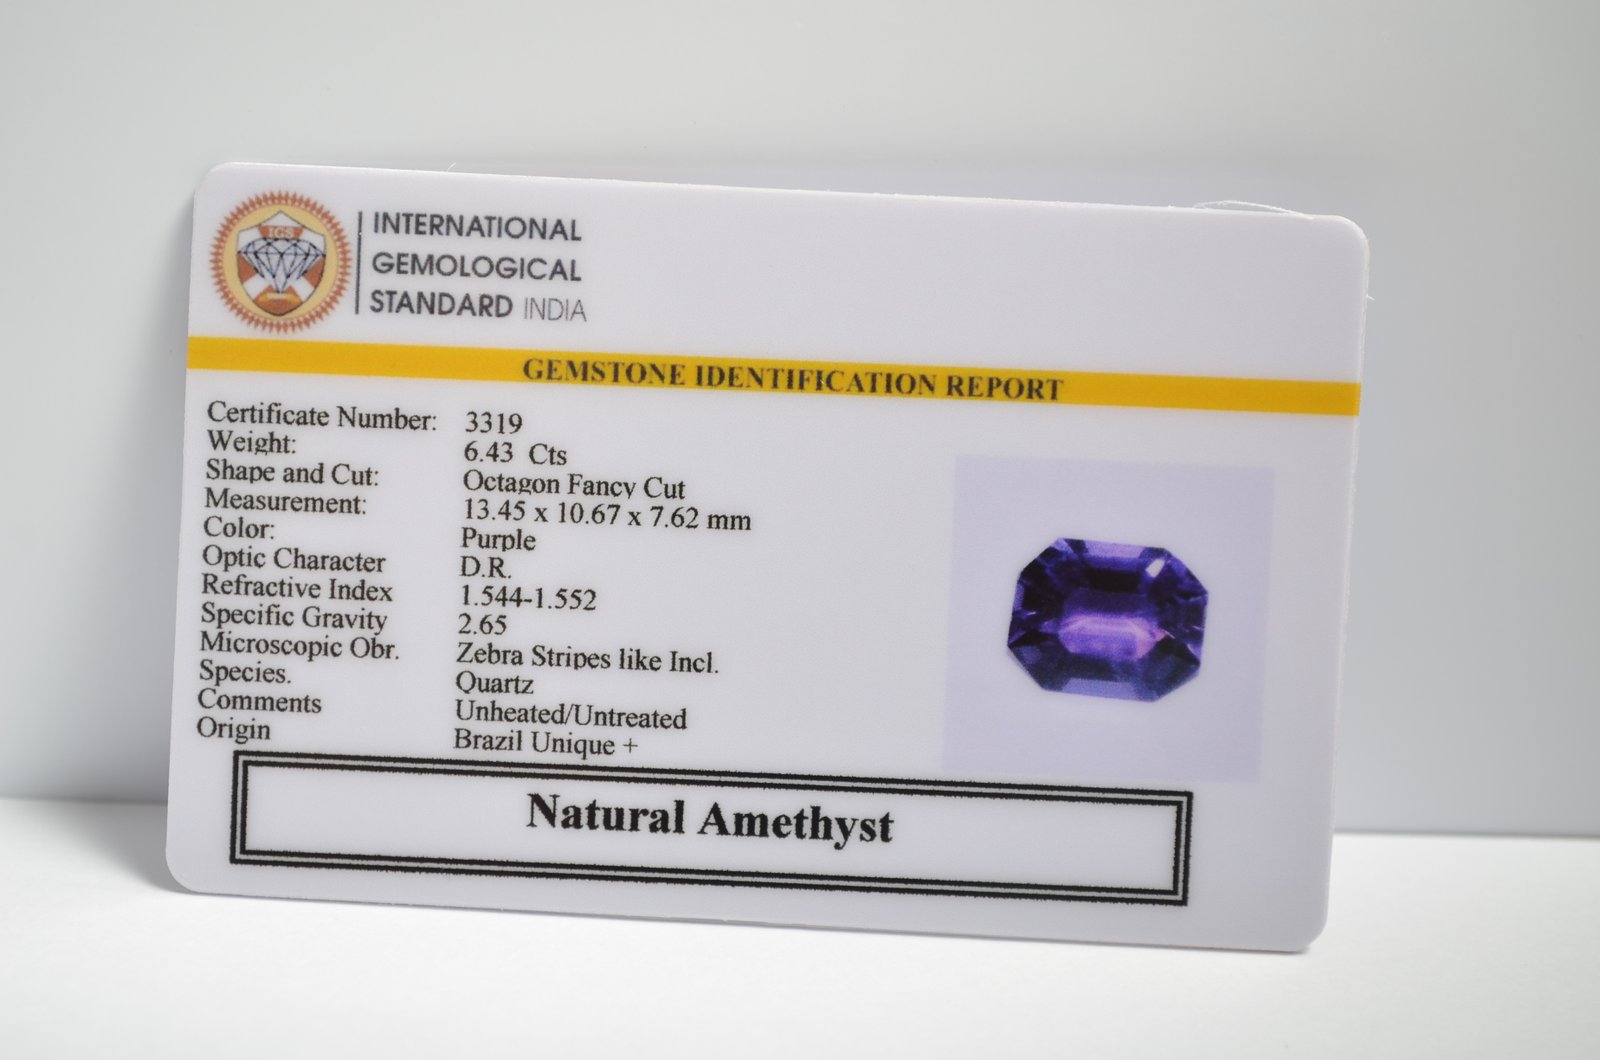 IGS
INTERNATIONAL
GEMOLOGICAL
STANDARD INDIA
GEMSTONE IDENTIFICATION REPORT
Certificate Number: 3319
Weight: 6.43 Cts
Shape and Cut: Octagon Fancy Cut
Measurement: 13.45 x 10.67 x 7.62 mm
Color: Purple
Optic Character D.R.
Refractive Index 1.544-1.552
Specific Gravity 2.65
Microscopic Obr. Zebra Stripes like Incl.
Species. Quartz
Comments Unheated/Untreated
Origin Brazil Unique +
Natural Amethyst